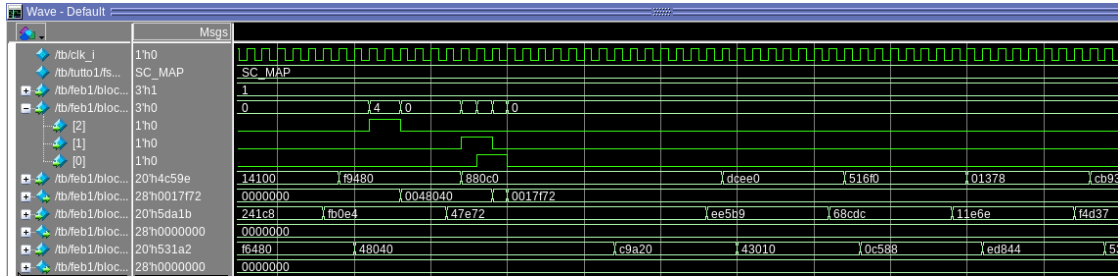 Wave - Default
Msgs
/tb/clk_i 1'h0
/tb/tutto1/fs... SC_MAP SC_MAP
/tb/feb1/bloc... 3'h1 1
/tb/feb1/bloc... 3'h0 0 4 0 0
[2] 1'h0
[1] 1'h0
[0] 1'h0
/tb/feb1/bloc... 20'h4c59e 14100 f9480 880c0 dcee0 516f0 01378 cb93
/tb/feb1/bloc... 28'h0017f72 0000000 0048040 0017f72
/tb/feb1/bloc... 20'h5da1b 241c8 fb0e4 47e72 ee5b9 68cdc 11e6e f4d37
/tb/feb1/bloc... 28'h0000000 0000000
/tb/feb1/bloc... 20'h531a2 f6480 48040 c9a20 43010 0c588 ed844
/tb/feb1/bloc... 28'h0000000 0000000